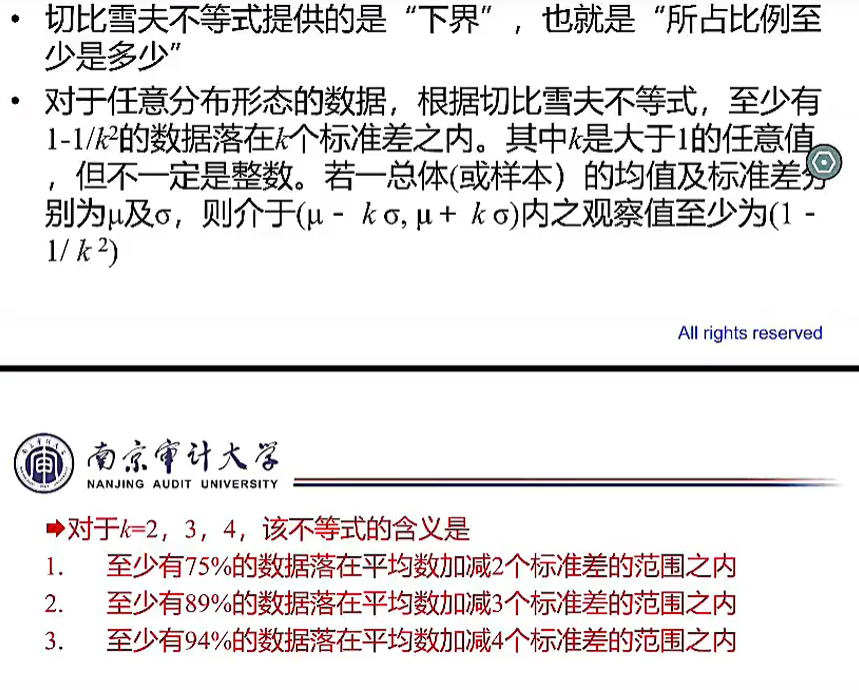 • 切比雪夫不等式提供的是“下界”，也就是“所占比例至
少是多少”
• 对于任意分布形态的数据，根据切比雪夫不等式，至少有
1-1/k²的数据落在k个标准差之内。其中k是大于1的任意值
，但不一定是整数。若一总体(或样本）的均值及标准差分
别为μ及σ，则介于(μ - k σ, μ + k σ)内之观察值至少为(1 -
1/ k ²)
All rights reserved
南京审计大学
NANJING AUDIT UNIVERSITY
➡对于k=2，3，4，该不等式的含义是
1. 至少有75%的数据落在平均数加减2个标准差的范围之内
2. 至少有89%的数据落在平均数加减3个标准差的范围之内
3. 至少有94%的数据落在平均数加减4个标准差的范围之内